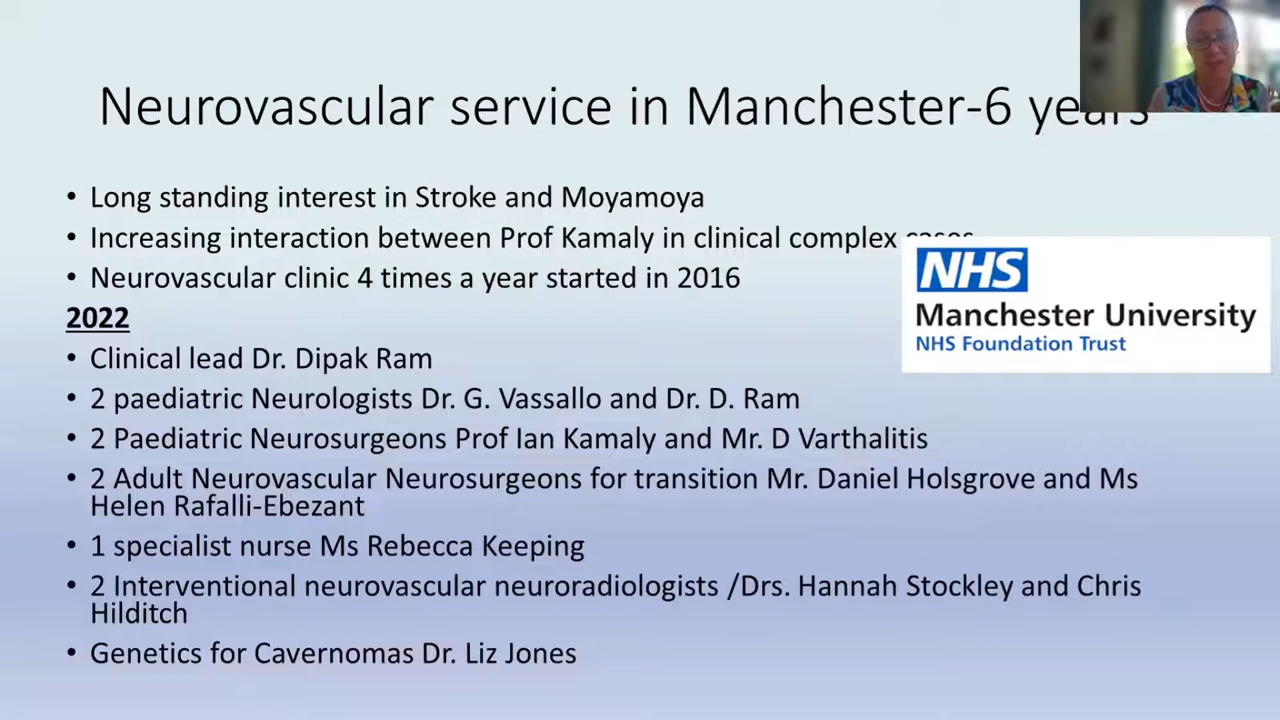 Neurovascular service in Manchester-6 years
• Long standing interest in Stroke and Moyamoya
• Increasing interaction between Prof Kamaly in clinical complex cases
• Neurovascular clinic 4 times a year started in 2016
NHS
Manchester University
NHS Foundation Trust
2022
• Clinical lead Dr. Dipak Ram
• 2 paediatric Neurologists Dr. G. Vassallo and Dr. D. Ram
• 2 Paediatric Neurosurgeons Prof Ian Kamaly and Mr. D Varthalitis
• 2 Adult Neurovascular Neurosurgeons for transition Mr. Daniel Holsgrove and Ms
Helen Rafalli-Ebezant
• 1 specialist nurse Ms Rebecca Keeping
• 2 Interventional neurovascular neuroradiologists /Drs. Hannah Stockley and Chris
Hilditch
• Genetics for Cavernomas Dr. Liz Jones